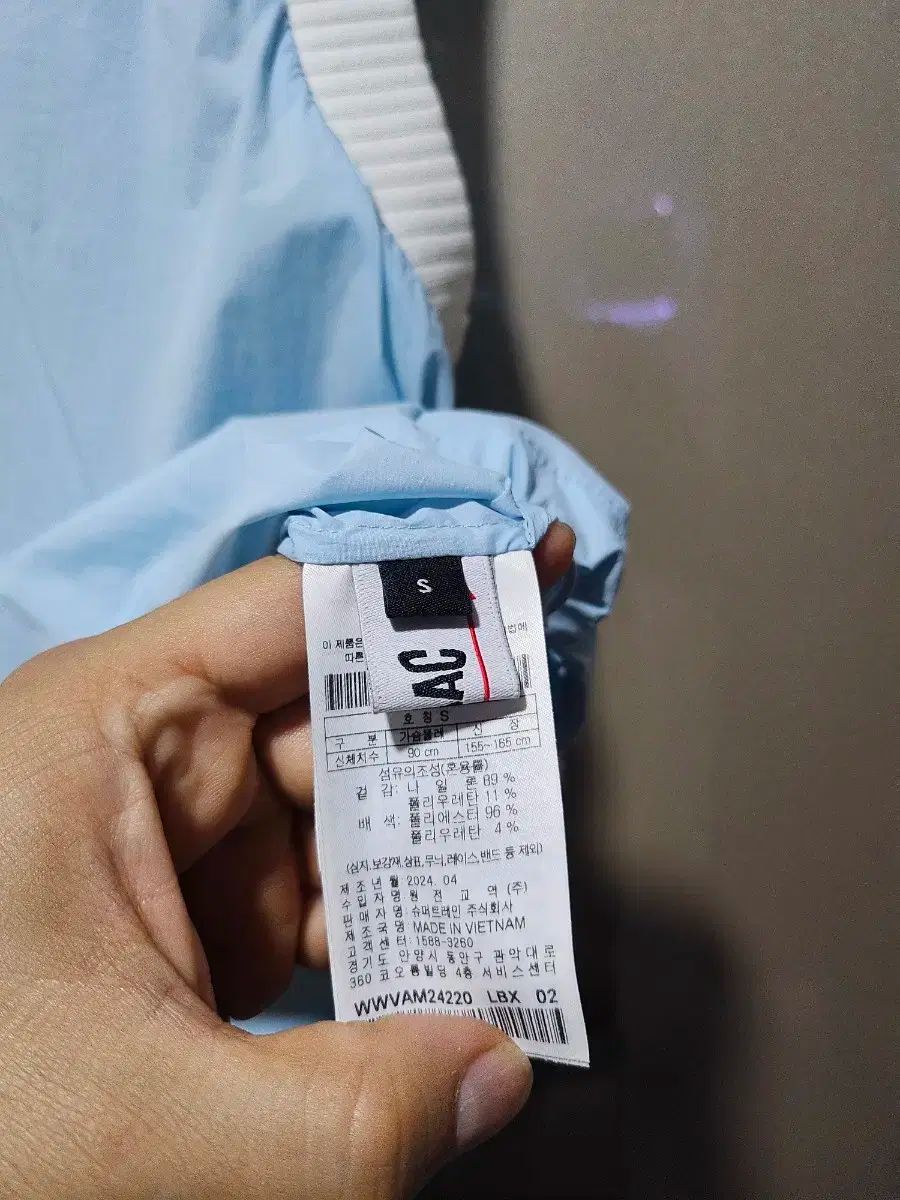 S
AC
이 제품은
법에
따른
호 칭 S
구 분 가슴둘레 신 장
신체치수 90 cm 155~165 cm
섬유의조성(혼용률)
겉 감: 나 일 론 89 %
폴리우레탄 11 %
배 색: 폴리에스터 96 %
폴리우레탄 4 %
(심지,보강재,상표,무늬,레이스,밴드 등 제외)
제 조 년 월 2024. 04
수 입 자 명: 원 전 교 역 (주)
판 매 자 명: 슈퍼트레인 주식회사
제 조 국 명: MADE IN VIETNAM
고 객 센 터: 1588-3260
경 기 도 안 양 시 동 안 구 관 악 대 로
360 코 오 롱 빌 딩 4 층 서 비 스 센 터
WWVAM24220 LBX 02